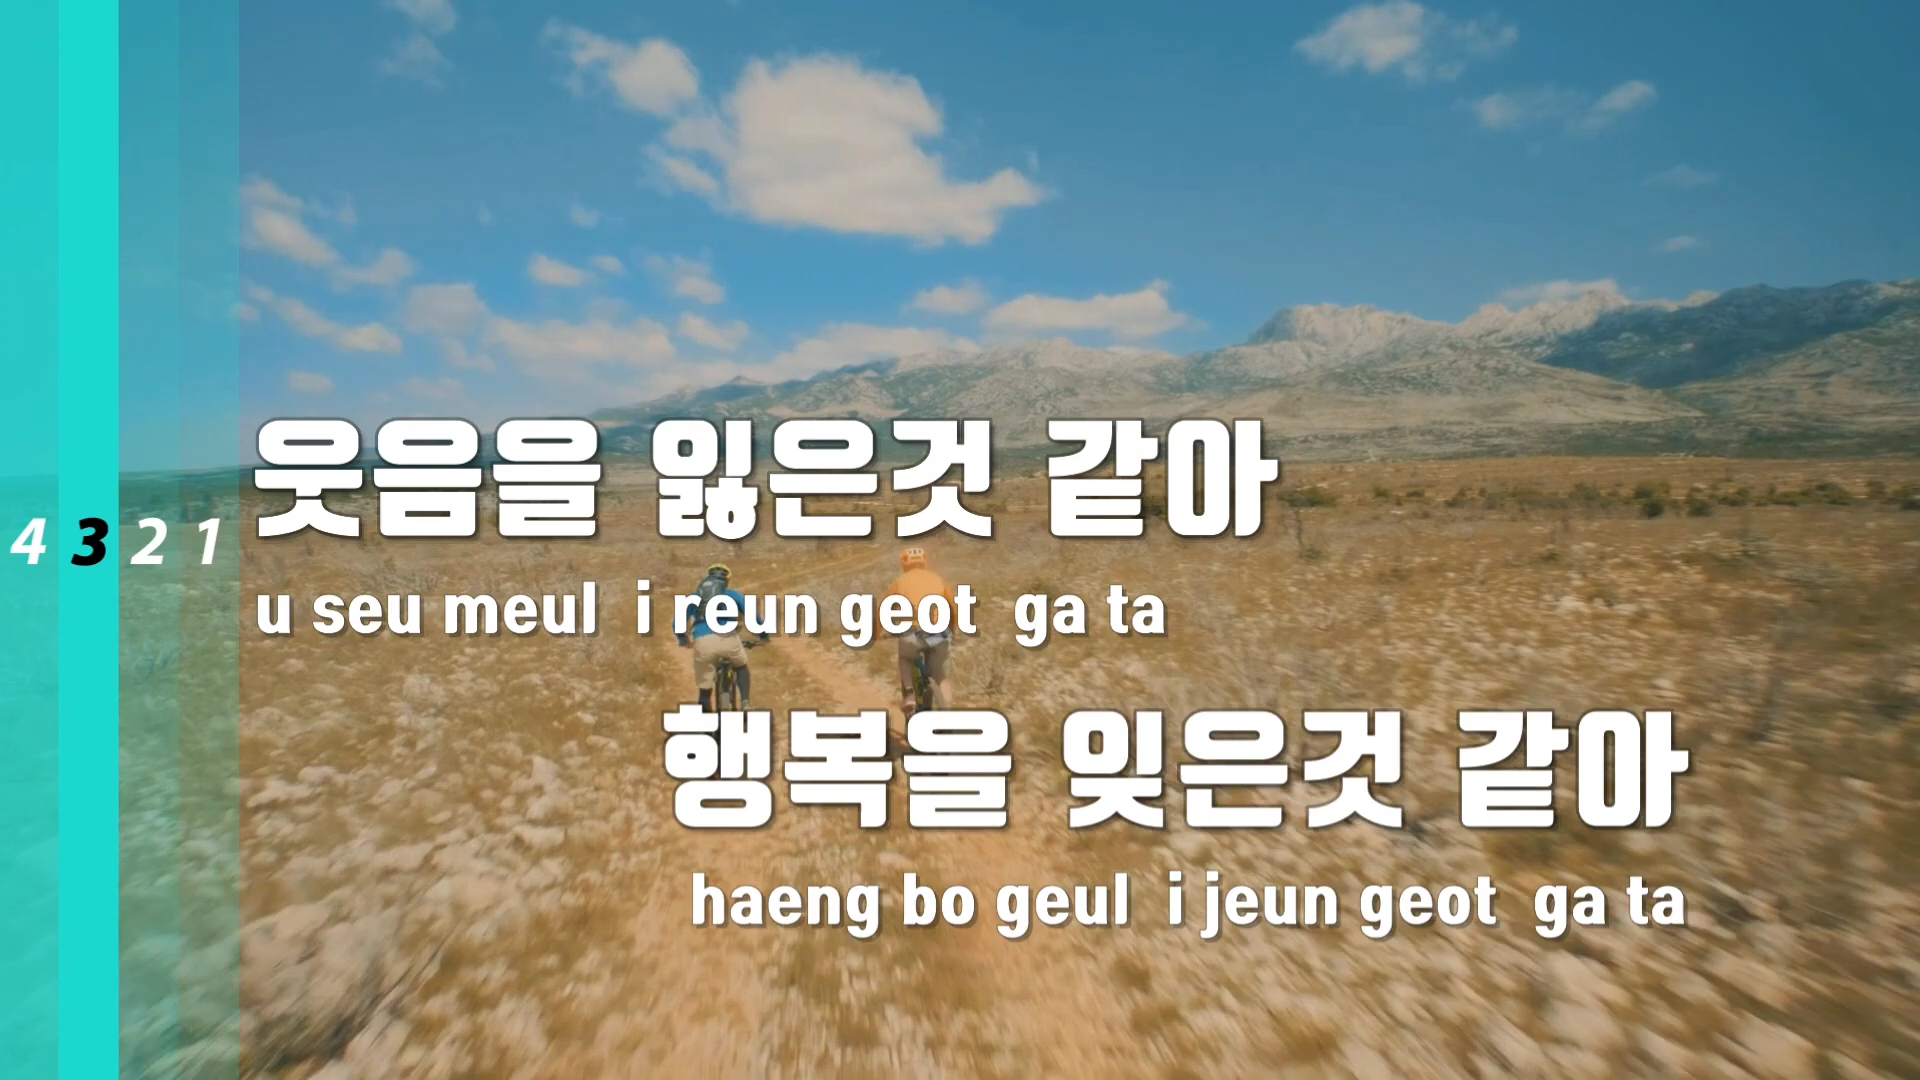 웃음을 잃은것 같아
4 3 2 1
u seu meul i reun geot ga ta
행복을 잊은것 같아
haeng bo geul i jeun geot ga ta